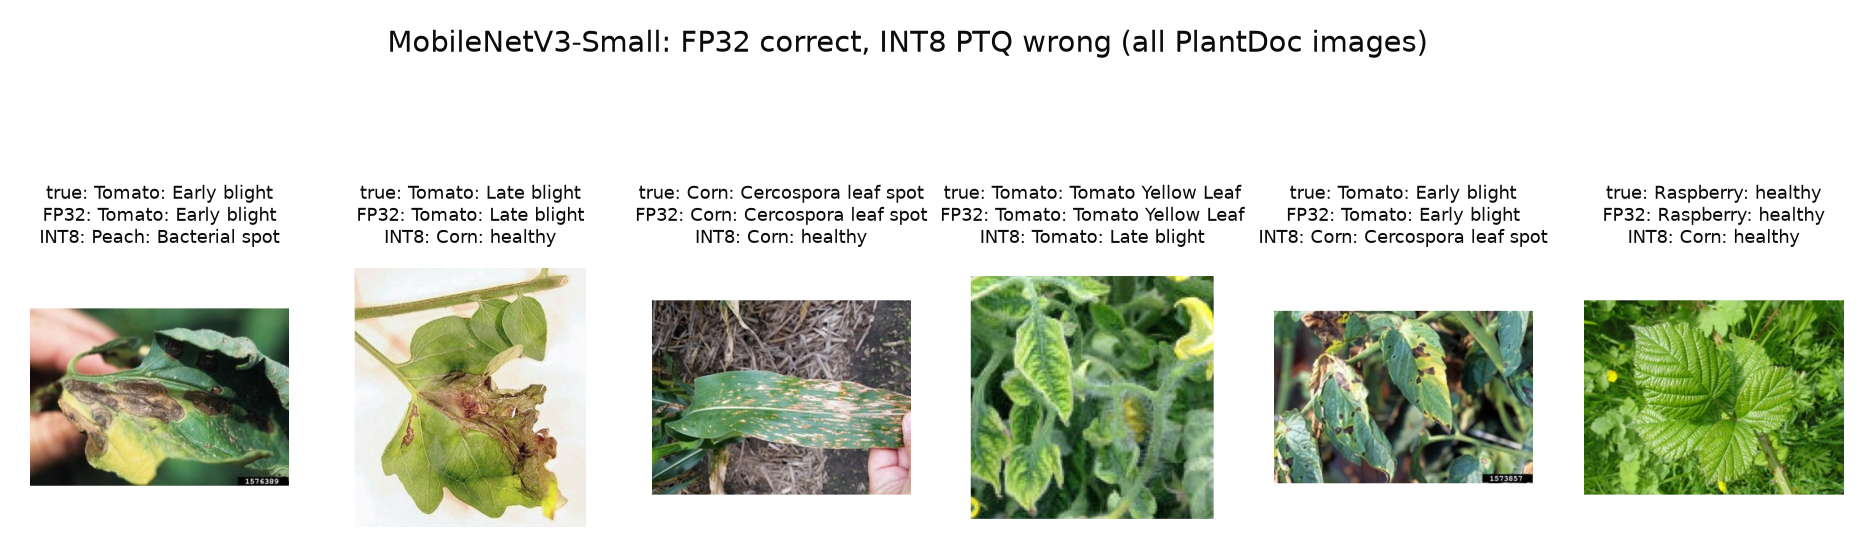 MobileNetV3-Small: FP32 correct, INT8 PTQ wrong (all PlantDoc images)
true: Tomato: Early blight
FP32: Tomato: Early blight
INT8: Peach: Bacterial spot
true: Tomato: Late blight
FP32: Tomato: Late blight
INT8: Corn: healthy
true: Corn: Cercospora leaf spot
FP32: Corn: Cercospora leaf spot
INT8: Corn: healthy
true: Tomato: Tomato Yellow Leaf
FP32: Tomato: Tomato Yellow Leaf
INT8: Tomato: Late blight
true: Tomato: Early blight
FP32: Tomato: Early blight
INT8: Corn: Cercospora leaf spot
true: Raspberry: healthy
FP32: Raspberry: healthy
INT8: Corn: healthy
1576389
1573857